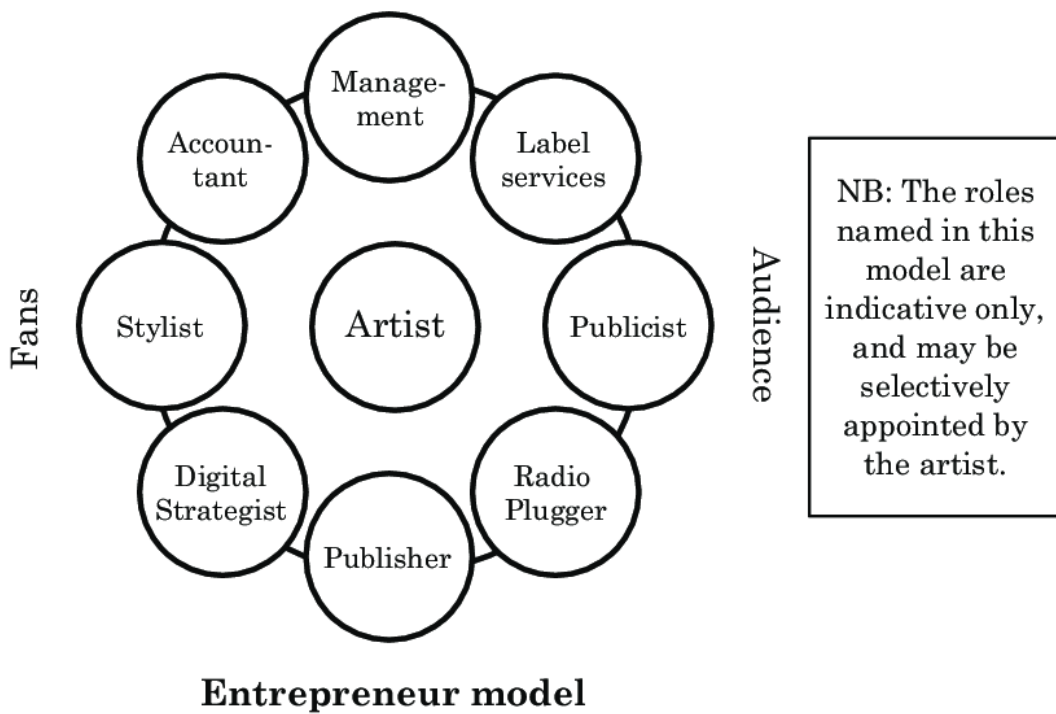 Manage-
ment
Accoun-
tant
Label
services
Stylist
Artist
Publicist
Digital
Strategist
Radio
Plugger
Publisher
Fans
Audience
NB: The roles
named in this
model are
indicative only,
and may be
selectively
appointed by
the artist.
Entrepreneur model